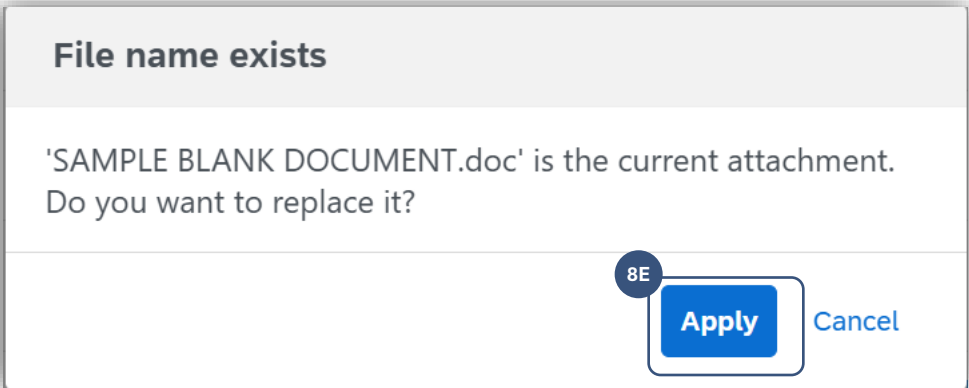 File name exists
'SAMPLE BLANK DOCUMENT.doc' is the current attachment.
Do you want to replace it?
8E
Apply Cancel